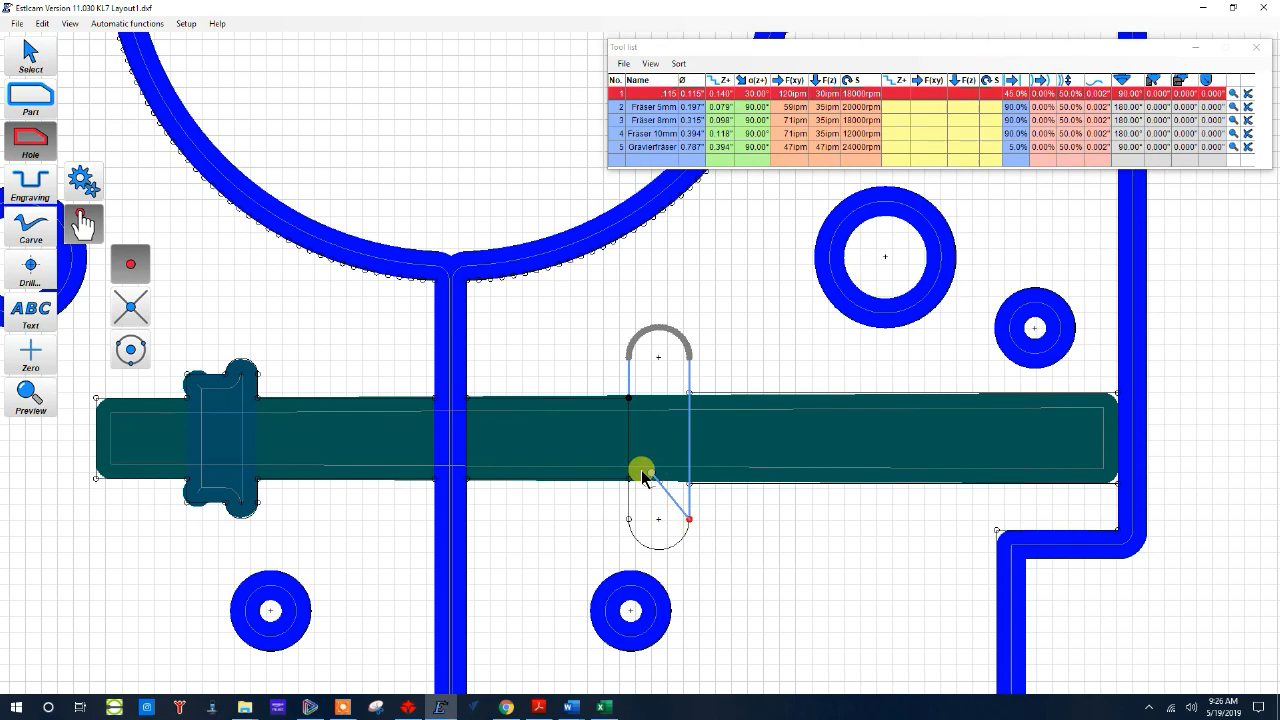 Estlcam Version 11.030 KL7 Layout1.dxf
File Edit View Automatic functions Setup Help
Select
Part
Hole
Engraving
Carve
Drill...
ABC
Text
Zero
Preview
Tool list
File View Sort
No. Name Ø Z+ α(z+) F(xy) F(z) S Z+ F(xy) F(z) S
1 .115 0.115" 0.140" 30.00° 120ipm 30ipm 18000rpm 45.0% 0.00% 50.0% 0.002" 90.00° 0.000" 0.000" 0.000"
2 Fräser 5mm 0.197" 0.079" 90.00° 59ipm 35ipm 20000rpm 90.0% 0.00% 50.0% 0.002" 180.00° 0.000" 0.000" 0.000"
3 Fräser 8mm 0.315" 0.098" 90.00° 71ipm 35ipm 18000rpm 90.0% 0.00% 50.0% 0.002" 180.00° 0.000" 0.000" 0.000"
4 Fräser 10mm 0.394" 0.118" 90.00° 71ipm 35ipm 12000rpm 90.0% 0.00% 50.0% 0.002" 180.00° 0.000" 0.000" 0.000"
5 Gravierfräser 0.787" 0.394" 90.00° 47ipm 47ipm 24000rpm 5.0% 0.00% 50.0% 0.002" 90.00° 0.000" 0.000" 0.000"
9:26 AM
5/19/2019